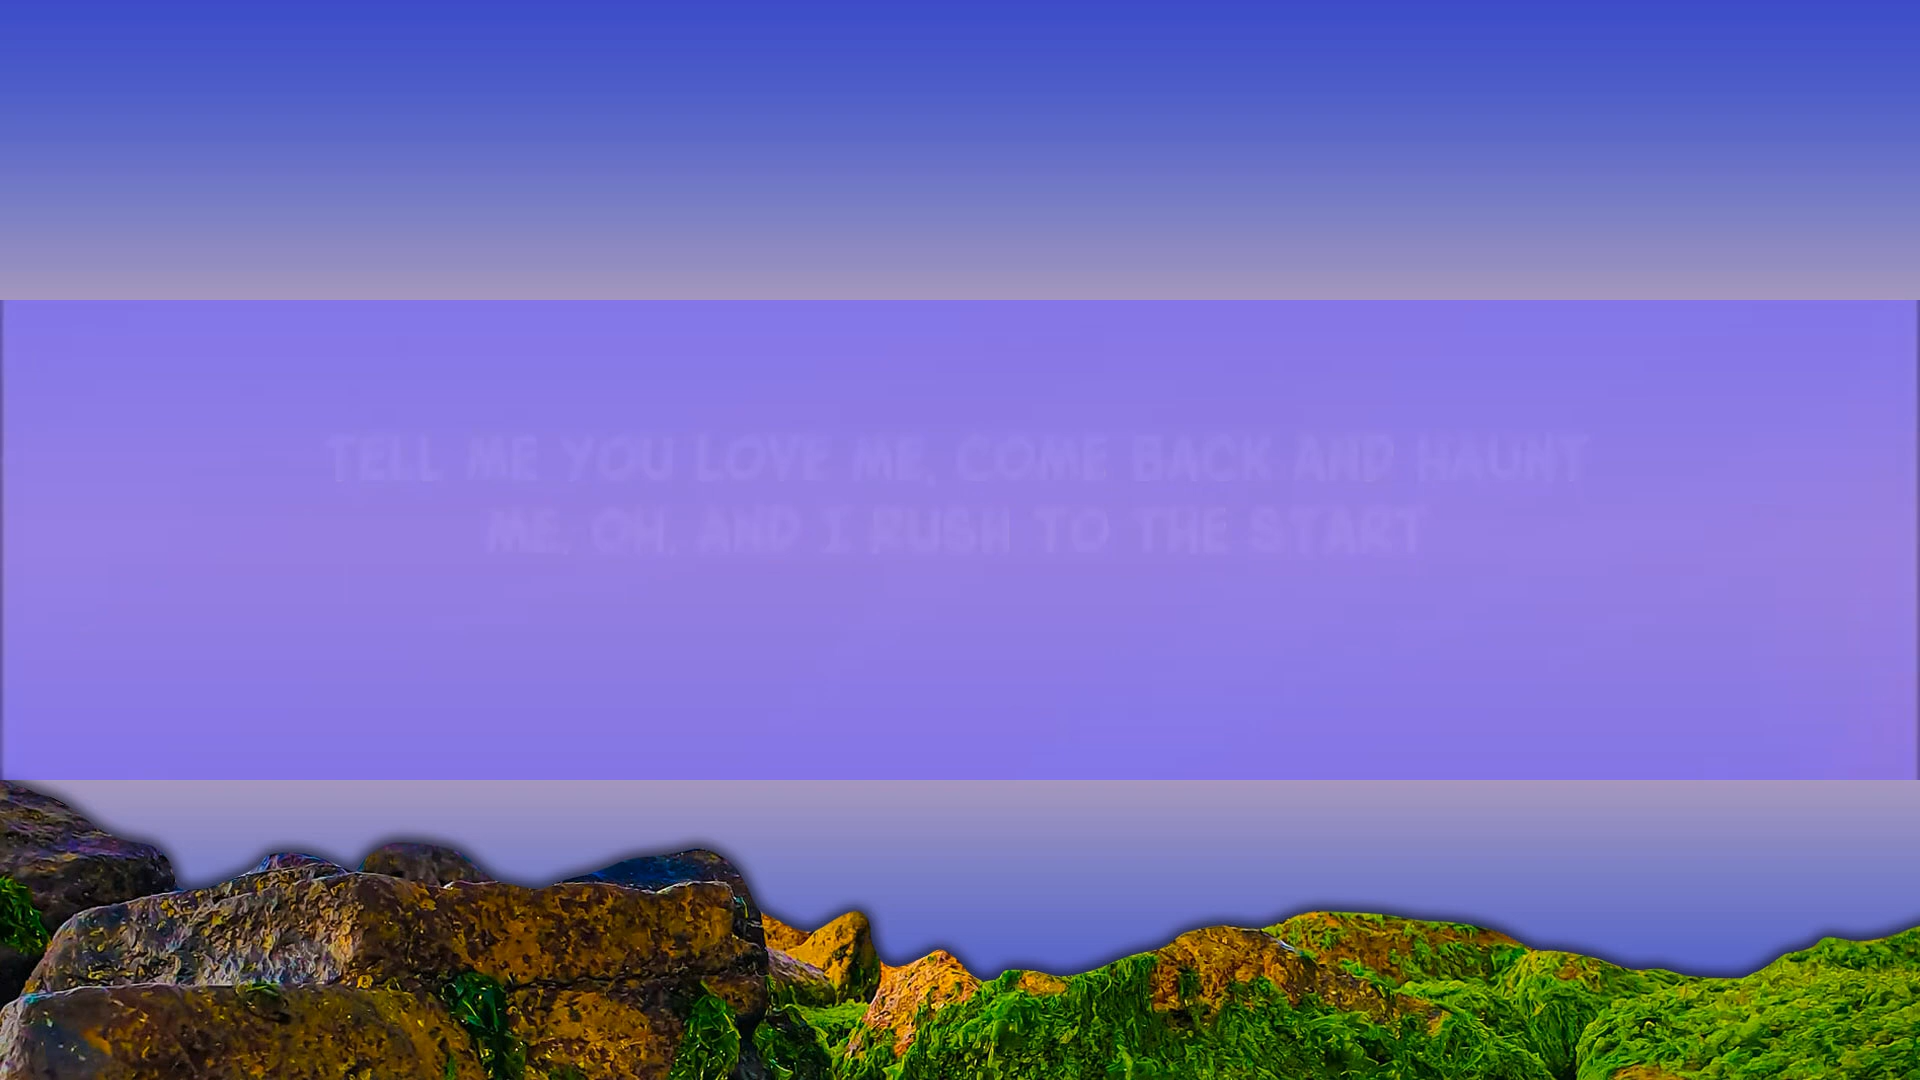 TELL ME YOU LOVE ME, COME BACK AND HAUNT
ME, OH, AND I RUSH TO THE START